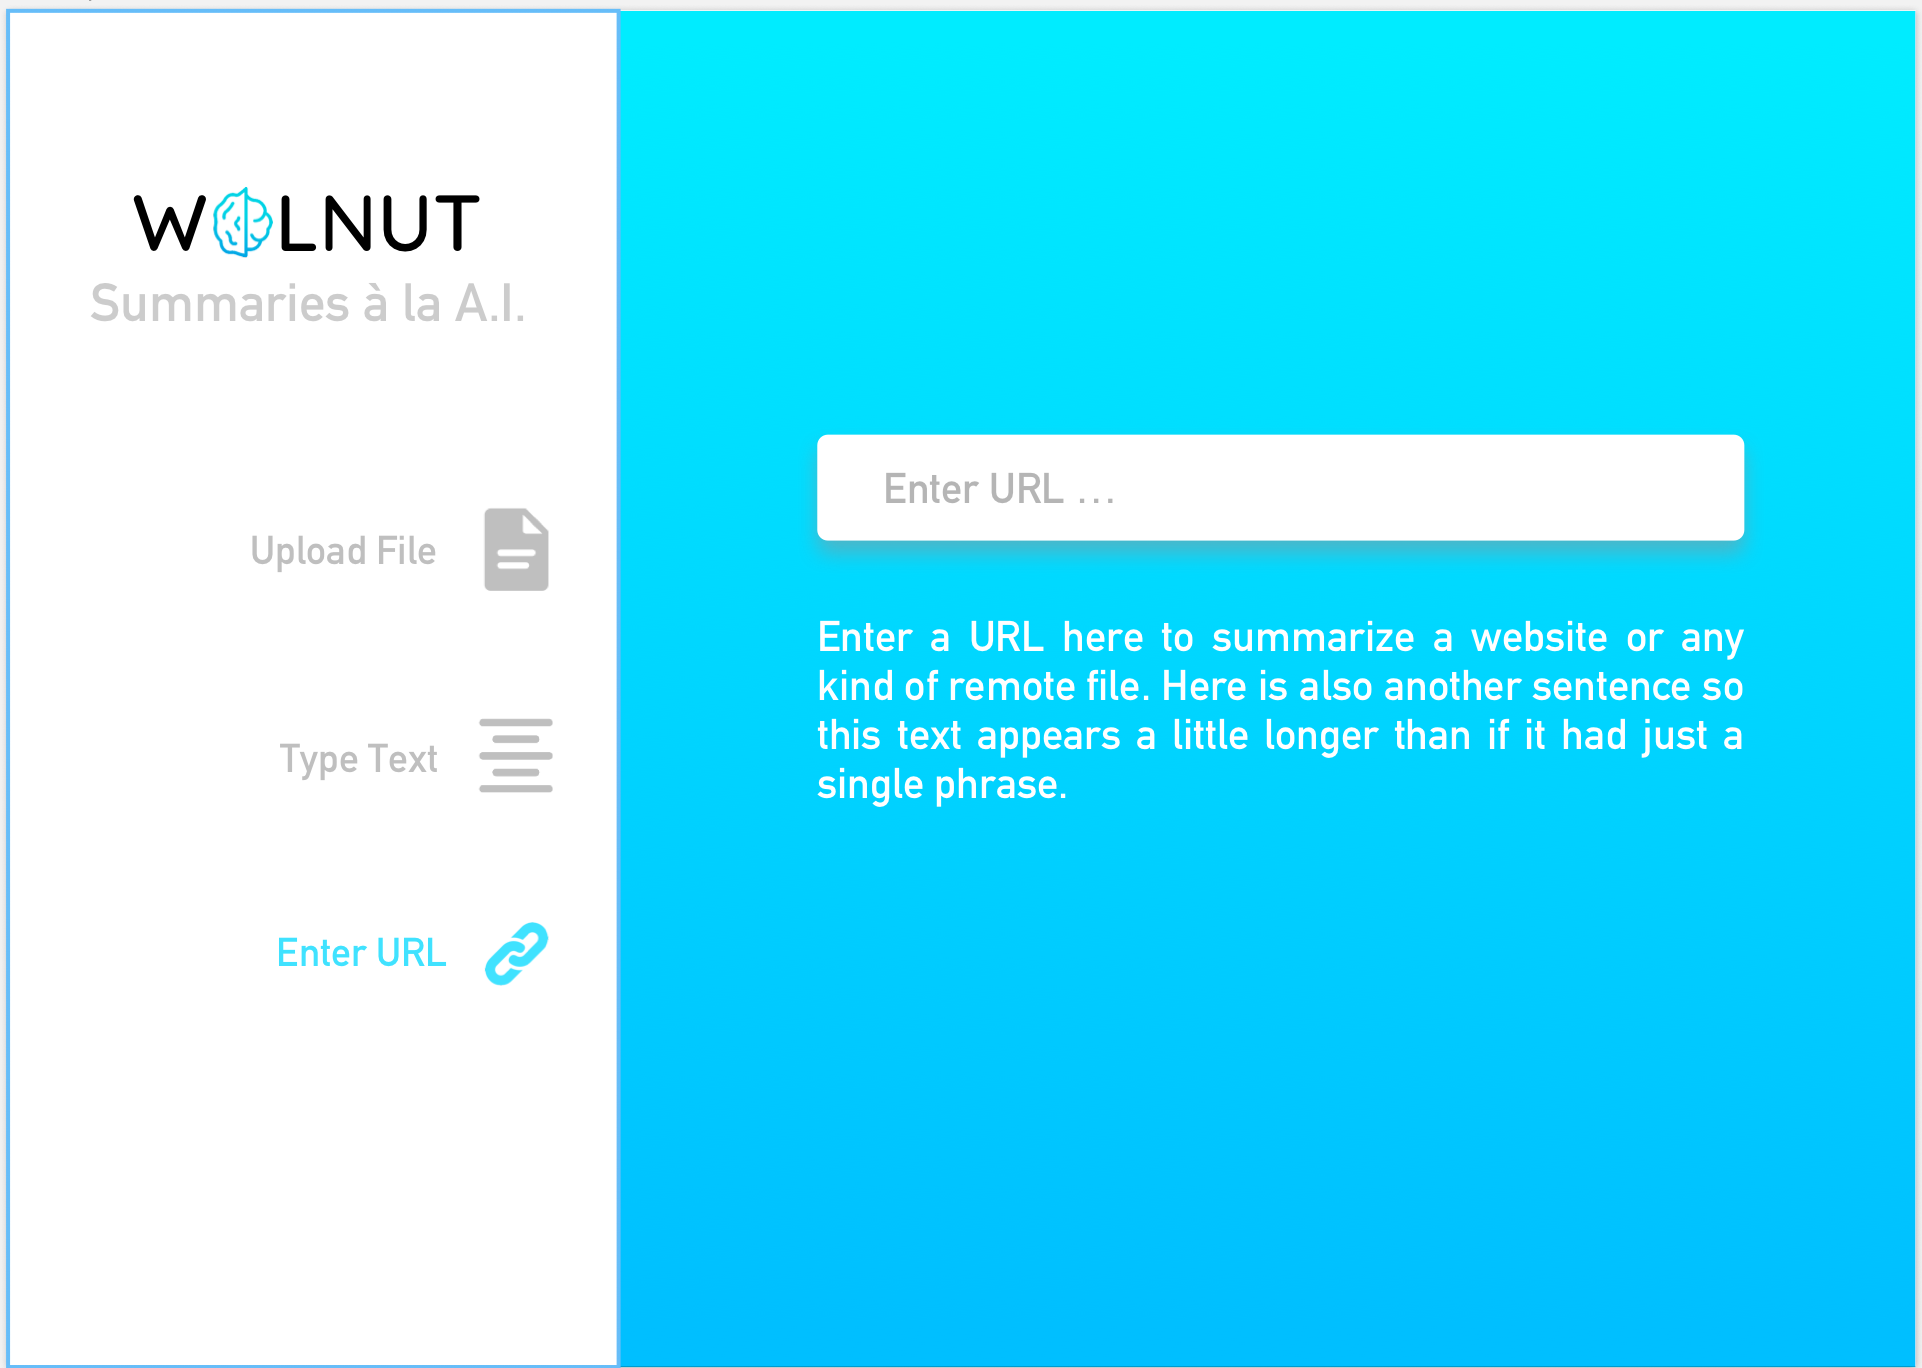 WALNUT
Summaries à la A.I.
Upload File
Type Text
Enter URL
Enter URL ...
Enter a URL here to summarize a website or any
kind of remote file. Here is also another sentence so
this text appears a little longer than if it had just a
single phrase.